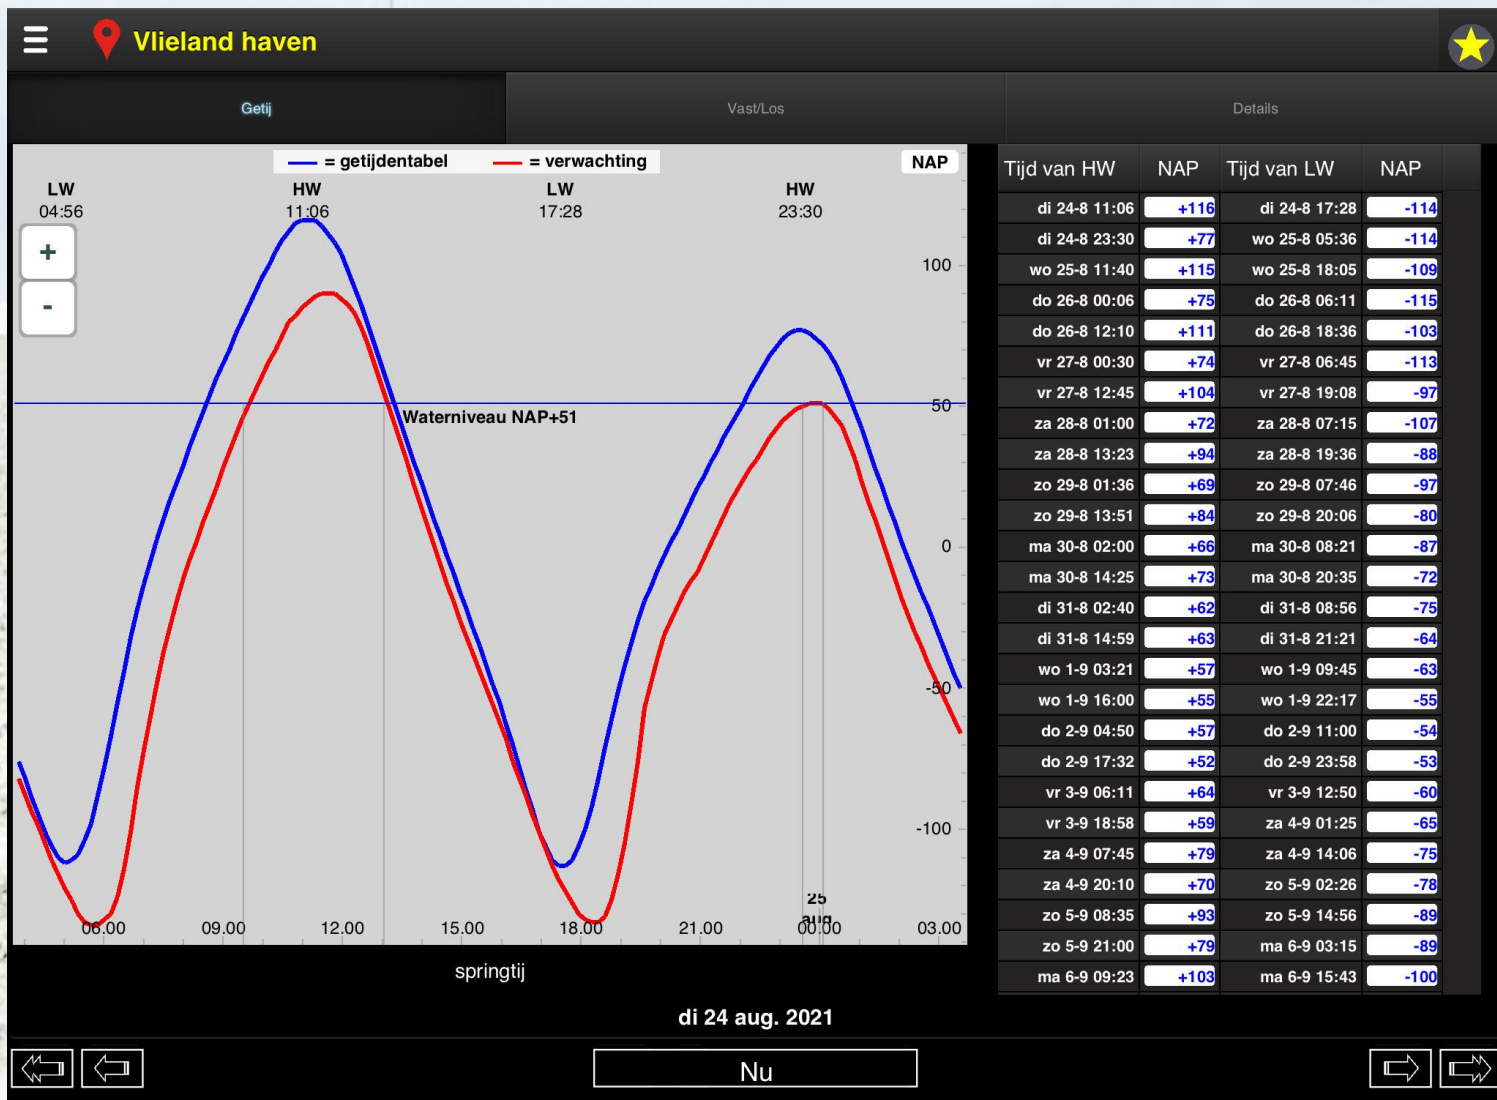 Vlieland haven
Getij
Vast/Los
Details
= getijdentabel
= verwachting
NAP
LW
04:56
HW
11:06
LW
17:28
HW
23:30
+
-
100
50
0
-50
-100
Waterniveau NAP+51
25
aug
06.00 09.00 12.00 15.00 18.00 21.00 00:00 03.00
springtij
Tijd van HW NAP Tijd van LW NAP
di 24-8 11:06 +116 di 24-8 17:28 -114
di 24-8 23:30 +77 wo 25-8 05:36 -114
wo 25-8 11:40 +115 wo 25-8 18:05 -109
do 26-8 00:06 +75 do 26-8 06:11 -115
do 26-8 12:10 +111 do 26-8 18:36 -103
vr 27-8 00:30 +74 vr 27-8 06:45 -113
vr 27-8 12:45 +104 vr 27-8 19:08 -97
za 28-8 01:00 +72 za 28-8 07:15 -107
za 28-8 13:23 +94 za 28-8 19:36 -88
zo 29-8 01:36 +69 zo 29-8 07:46 -97
zo 29-8 13:51 +84 zo 29-8 20:06 -80
ma 30-8 02:00 +66 ma 30-8 08:21 -87
ma 30-8 14:25 +73 ma 30-8 20:35 -72
di 31-8 02:40 +62 di 31-8 08:56 -75
di 31-8 14:59 +63 di 31-8 21:21 -64
wo 1-9 03:21 +57 wo 1-9 09:45 -63
wo 1-9 16:00 +55 wo 1-9 22:17 -55
do 2-9 04:50 +57 do 2-9 11:00 -54
do 2-9 17:32 +52 do 2-9 23:58 -53
vr 3-9 06:11 +64 vr 3-9 12:50 -60
vr 3-9 18:58 +59 za 4-9 01:25 -65
za 4-9 07:45 +79 za 4-9 14:06 -75
za 4-9 20:10 +70 zo 5-9 02:26 -78
zo 5-9 08:35 +93 zo 5-9 14:56 -89
zo 5-9 21:00 +79 ma 6-9 03:15 -89
ma 6-9 09:23 +103 ma 6-9 15:43 -100
di 24 aug. 2021
Nu